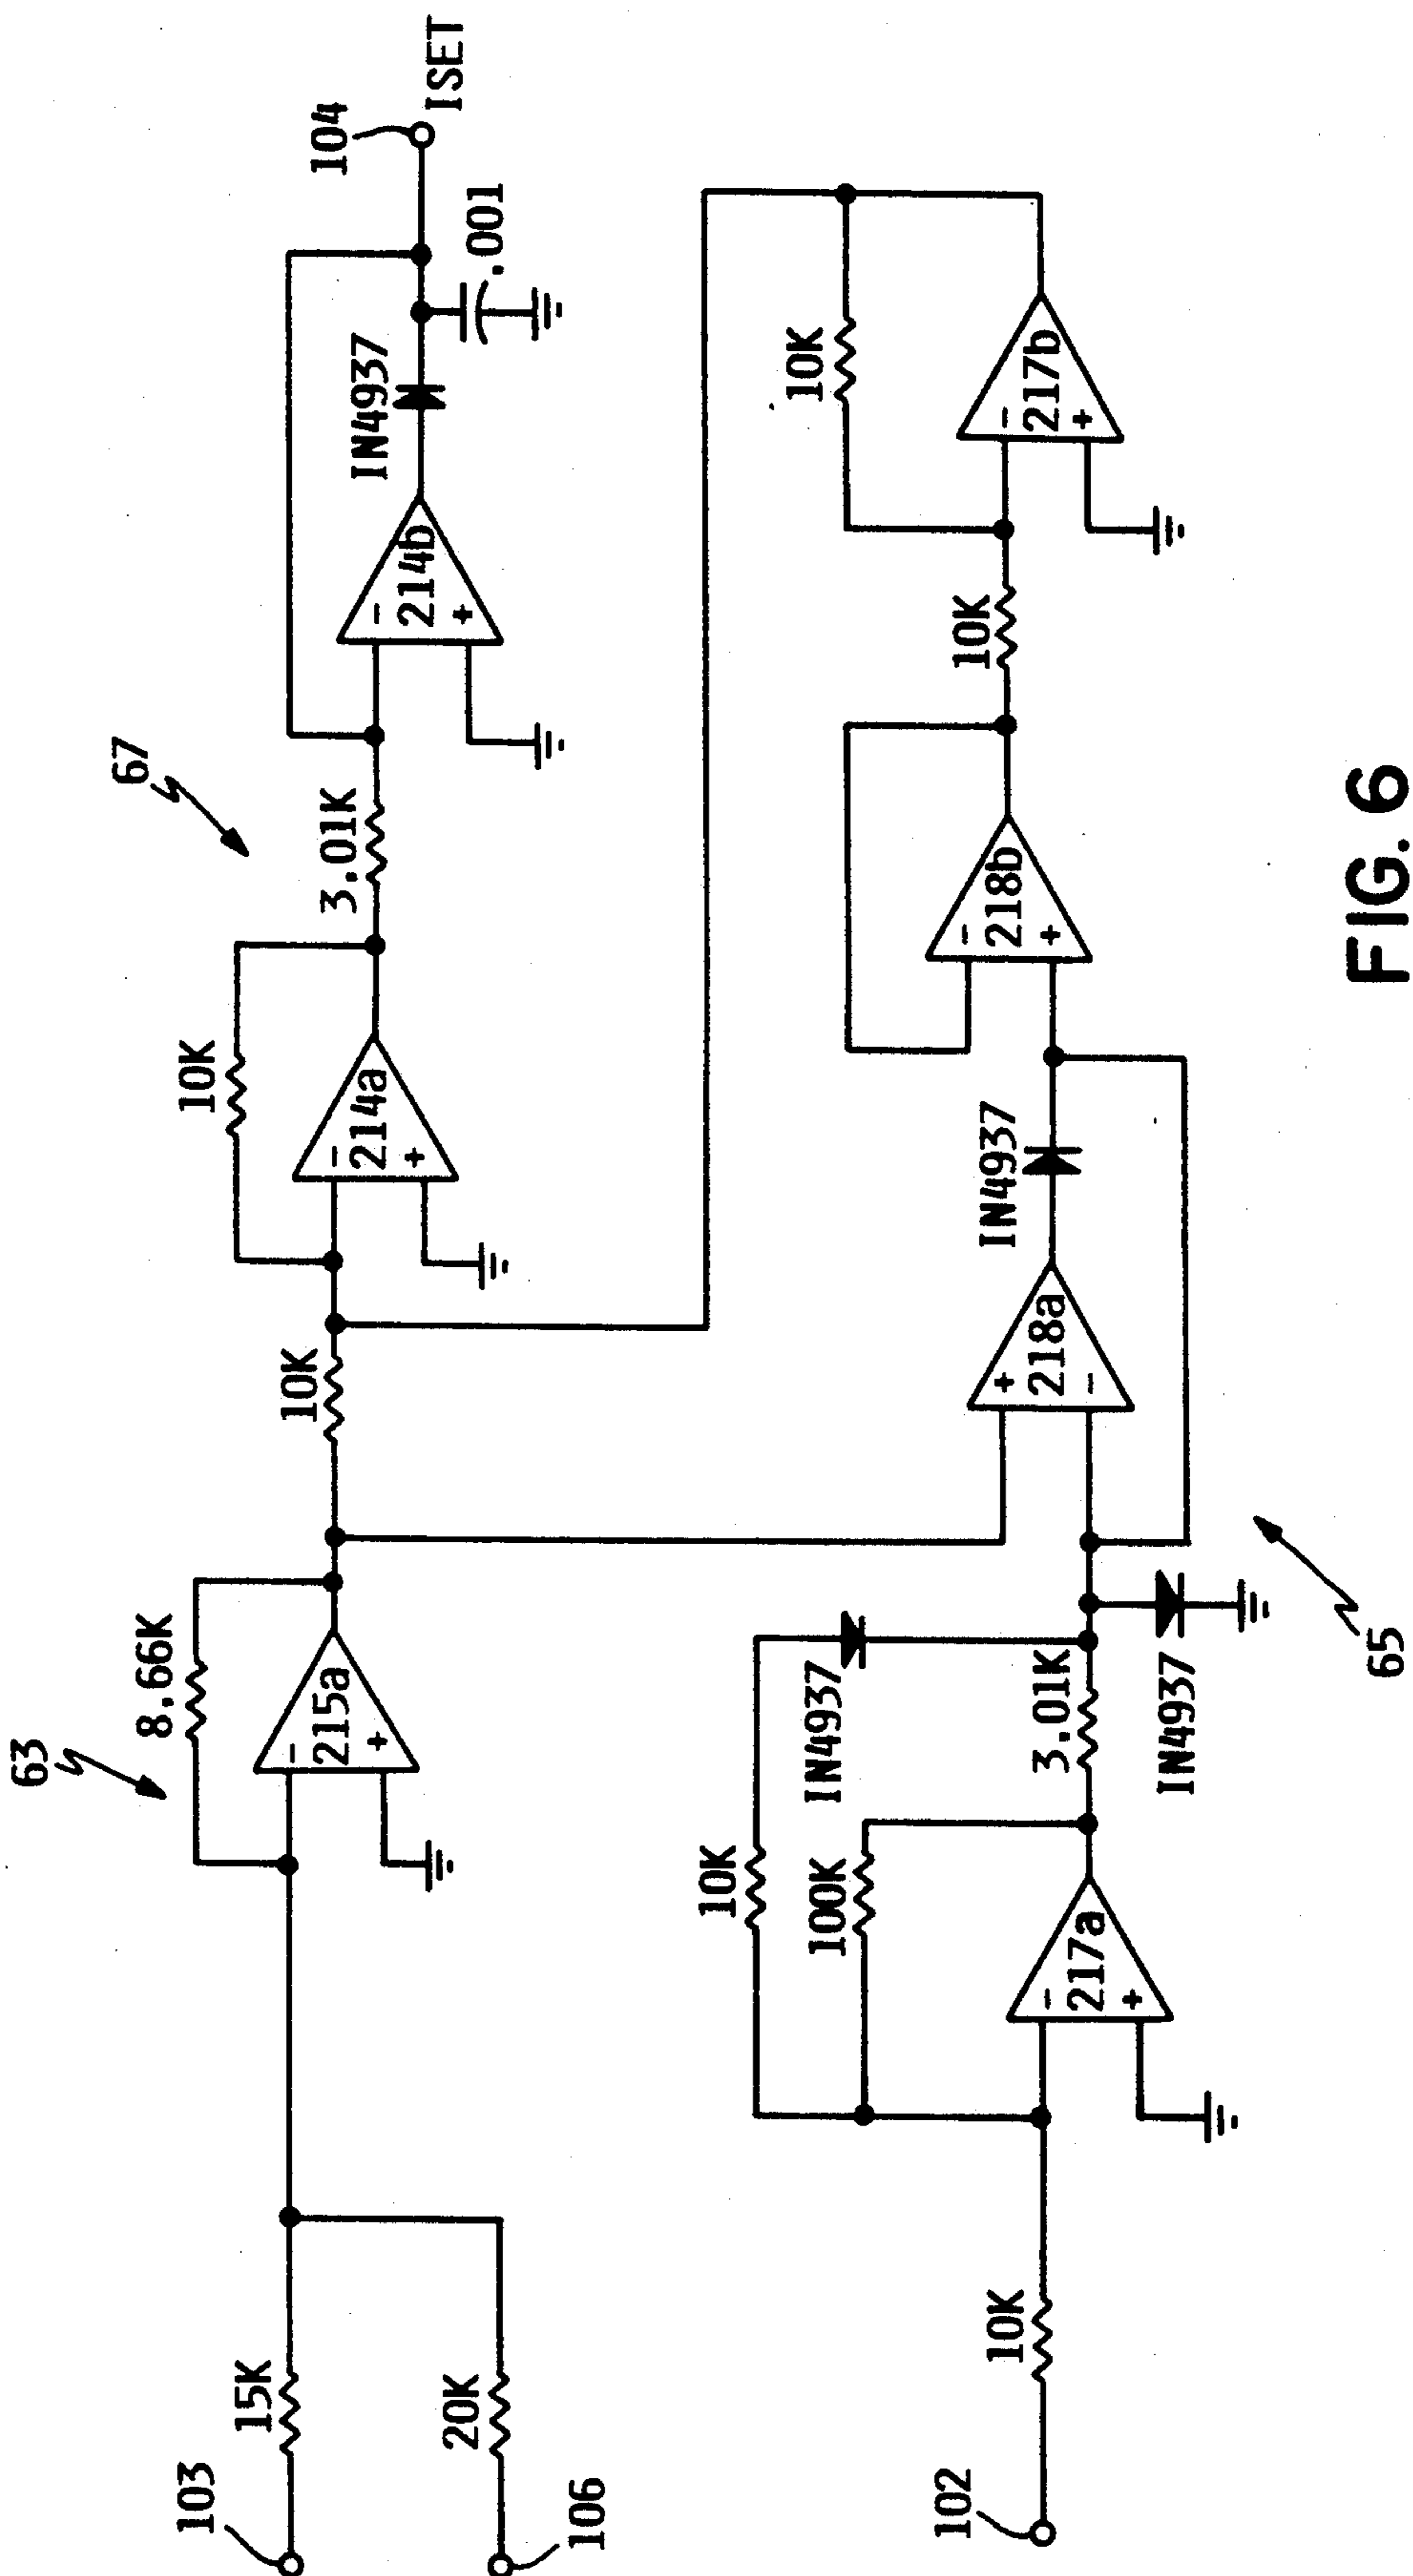 63
67
103
15K
8.66K
-
215a
+
10K
10K
-
214a
+
3.01K
-
214b
+
IN4937
.001
104
ISET
106
20K
10K
100K
IN4937
102
10K
-
217a
+
3.01K
IN4937
+
218a
-
IN4937
-
218b
+
10K
10K
-
217b
+
65
FIG. 6